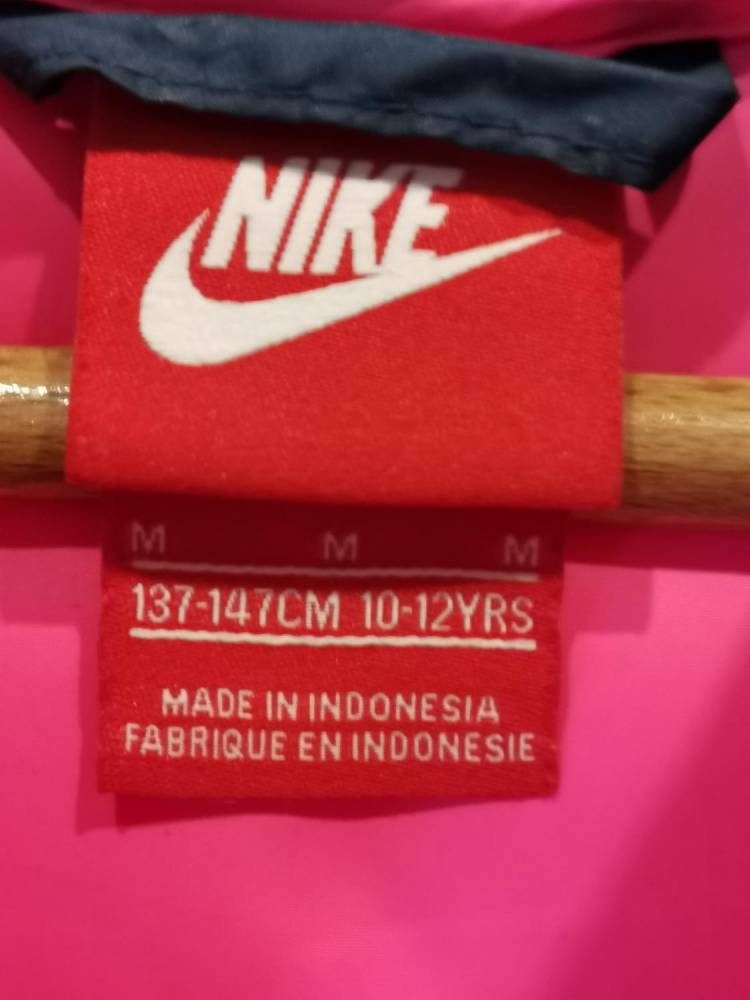 NIKE
M M M
137-147CM 10-12YRS
MADE IN INDONESIA
FABRIQUE EN INDONESIE